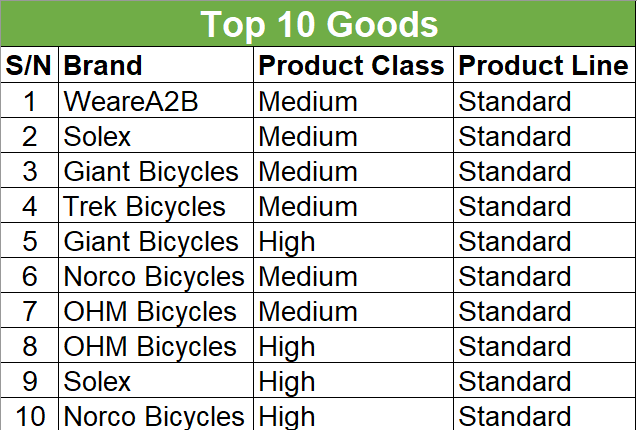 Top 10 Goods
S/N Brand Product Class Product Line
1 WeareA2B Medium Standard
2 Solex Medium Standard
3 Giant Bicycles Medium Standard
4 Trek Bicycles Medium Standard
5 Giant Bicycles High Standard
6 Norco Bicycles Medium Standard
7 OHM Bicycles Medium Standard
8 OHM Bicycles High Standard
9 Solex High Standard
10 Norco Bicycles High Standard